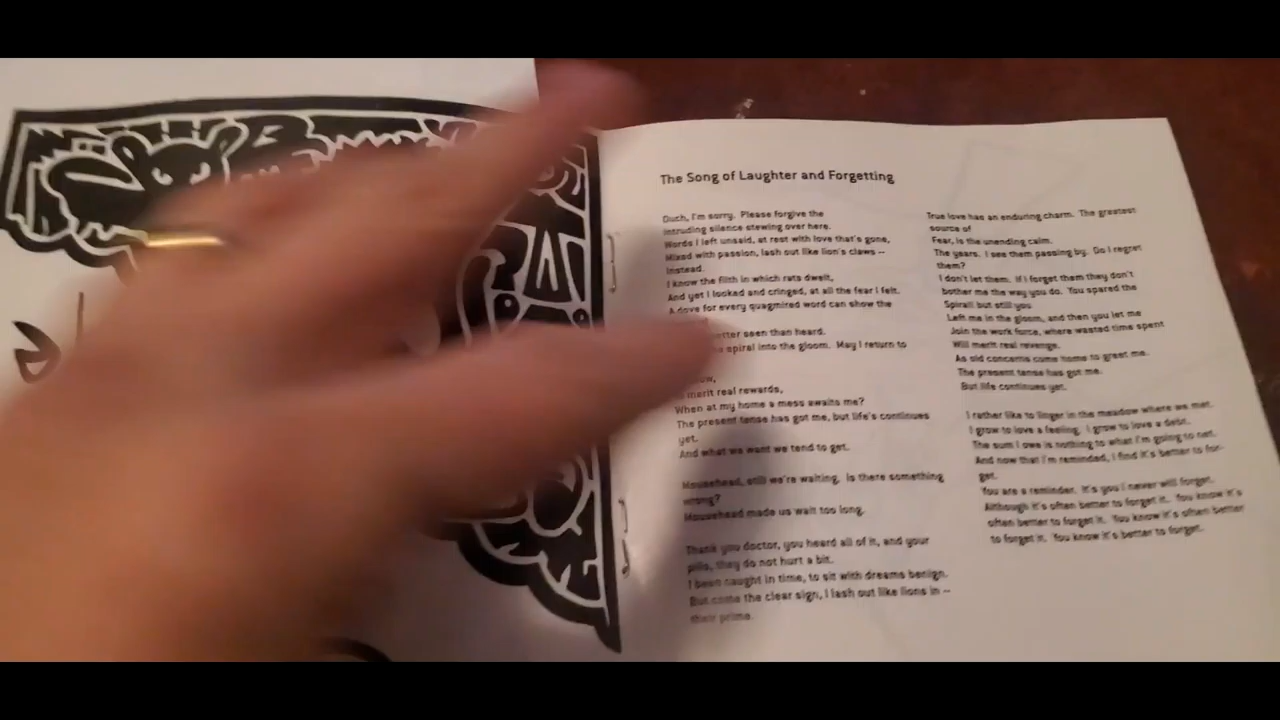 The Song of Laughter and Forgetting
Ouch, I'm sorry. Please forgive the
intruding silence stewing over here.
Words I left unsaid, at rest with love that's gone,
Mixed with passion, lash out like lion's claws --
instead.
I know the filth in which rats dwelt,
And yet I looked and cringed, at all the fear I felt.
A dove for every quagmired word can show the
better seen than heard.
spiral into the gloom. May I return to
merit real rewards,
When at my home a mess awaits me?
The present tense has got me, but life's continues
yet.
And what we want we tend to get.
Mousehead, still we're waiting. Is there something
wrong?
Mousehead made us wait too long.
Thank you doctor, you heard all of it, and your
pills, they do not hurt a bit.
I been caught in time, to sit with dreams benign.
But come the clear sign, I lash out like lions in --
their prime.
True love has an enduring charm. The greatest
source of
Fear, is the unending calm.
The years. I see them passing by. Do I regret
them?
I don't let them. If I forget them they don't
bother me the way you do. You spared the
Spiral! but still you
Left me in the gloom, and then you let me
Join the work force, where wasted time spent
Will merit real revenge.
As old concerns come home to greet me.
The present tense has got me.
But life continues yet.
I rather like to linger in the meadow where we met.
I grow to love a feeling. I grow to love a debt.
The sum I owe is nothing to what I'm going to net.
And now that I'm reminded, I find it's better to for-
get.
You are a reminder. It's you I never will forget.
Although it's often better to forget it. You know it's
often better to forget it. You know it's often better
to forget it. You know it's better to forget.